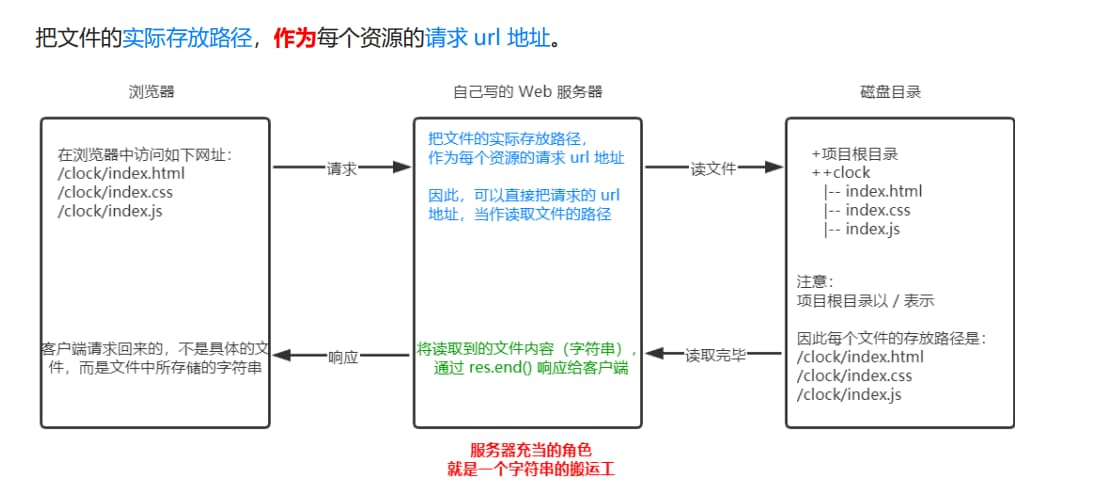 把文件的实际存放路径，作为每个资源的请求 url 地址。
浏览器
自己写的 Web 服务器
磁盘目录
在浏览器中访问如下网址：
/clock/index.html
/clock/index.css
/clock/index.js
请求
把文件的实际存放路径，
作为每个资源的请求 url 地址
因此，可以直接把请求的 url
地址，当作读取文件的路径
读文件
+项目根目录
++clock
|-- index.html
|-- index.css
|-- index.js
注意：
项目根目录以 / 表示
因此每个文件的存放路径是：
/clock/index.html
/clock/index.css
/clock/index.js
读取完毕
将读取到的文件内容（字符串），
通过 res.end() 响应给客户端
响应
客户端请求回来的，不是具体的文
件，而是文件中所存储的字符串
服务器充当的角色
就是一个字符串的搬运工